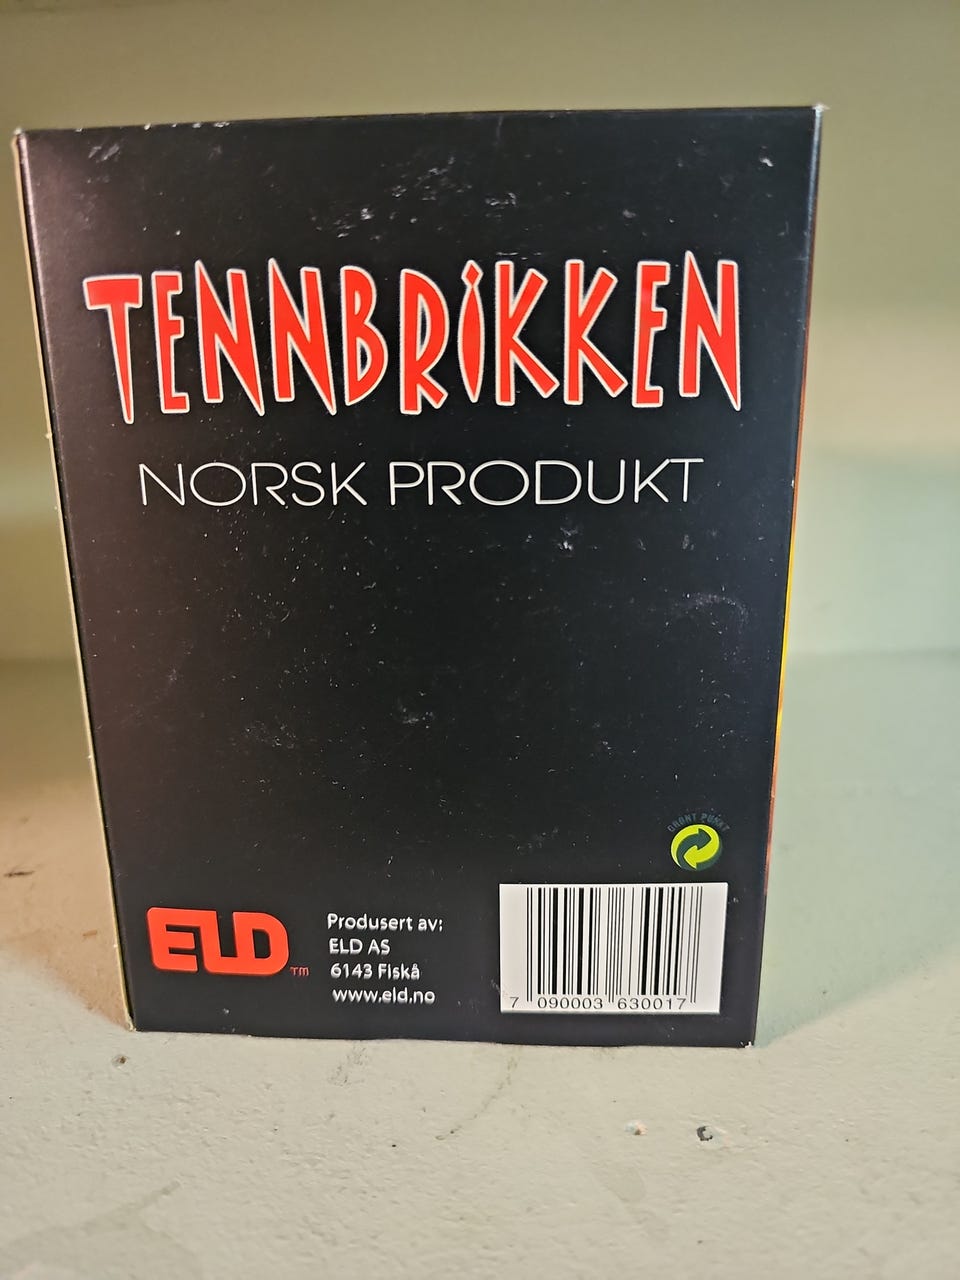 TENNBRIKKEN
NORSK PRODUKT
GRØNT PUNKT
ELD™
Produsert av:
ELD AS
6143 Fiskå
www.eld.no
7 090003 630017